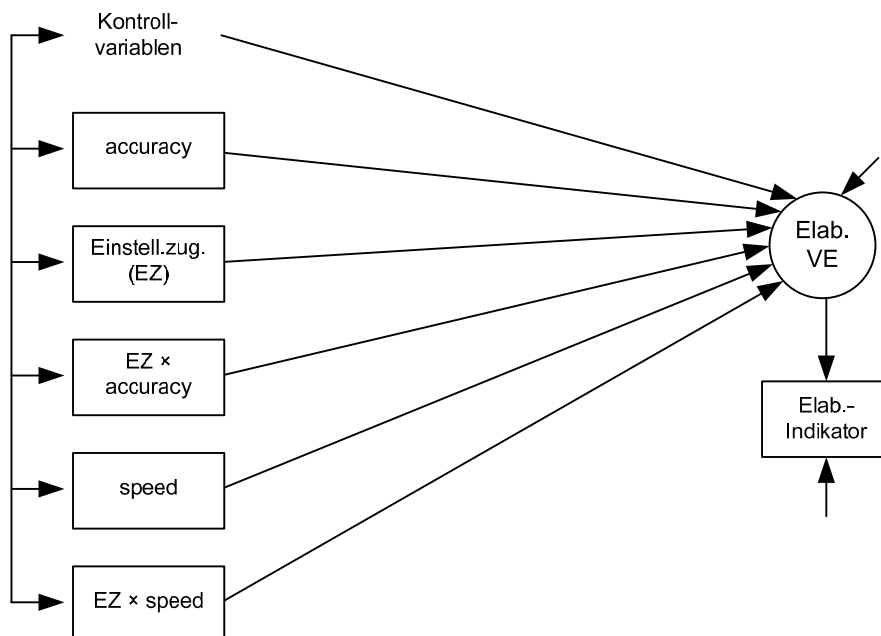 Kontroll-
variablen
accuracy
Einstell.zug.
(EZ)
EZ ×
accuracy
speed
EZ × speed
Elab.
VE
Elab.-
Indikator